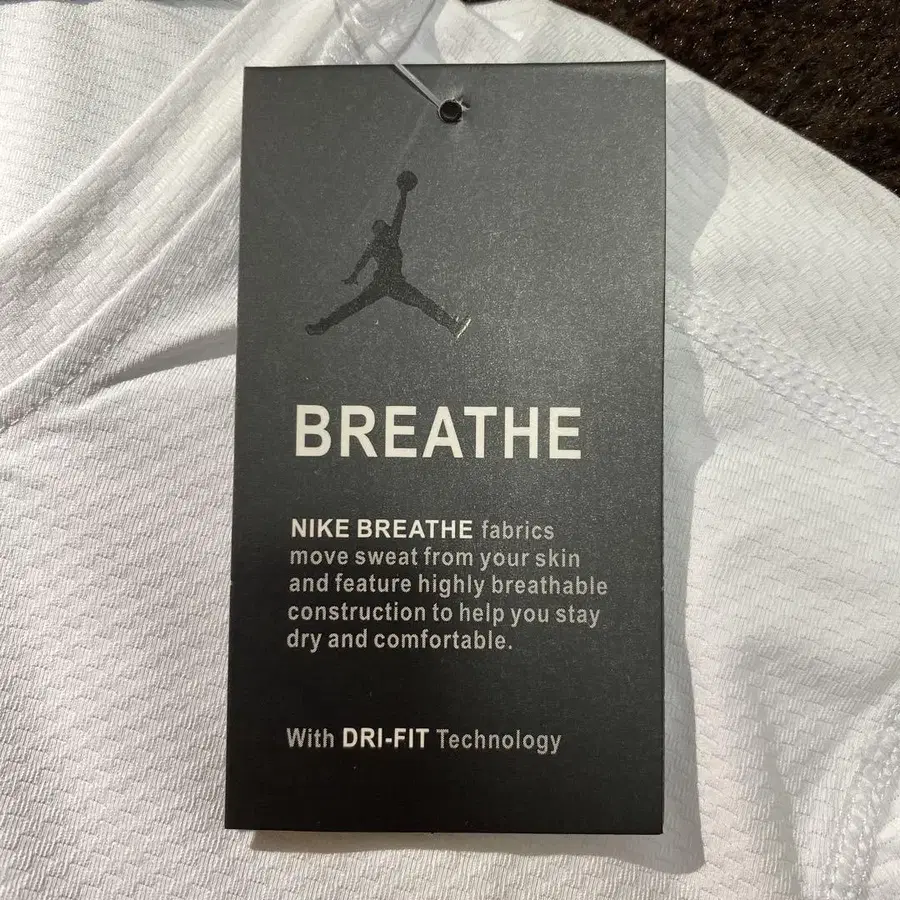 BREATHE
NIKE BREATHE fabrics
move sweat from your skin
and feature highly breathable
construction to help you stay
dry and comfortable.
With DRI-FIT Technology